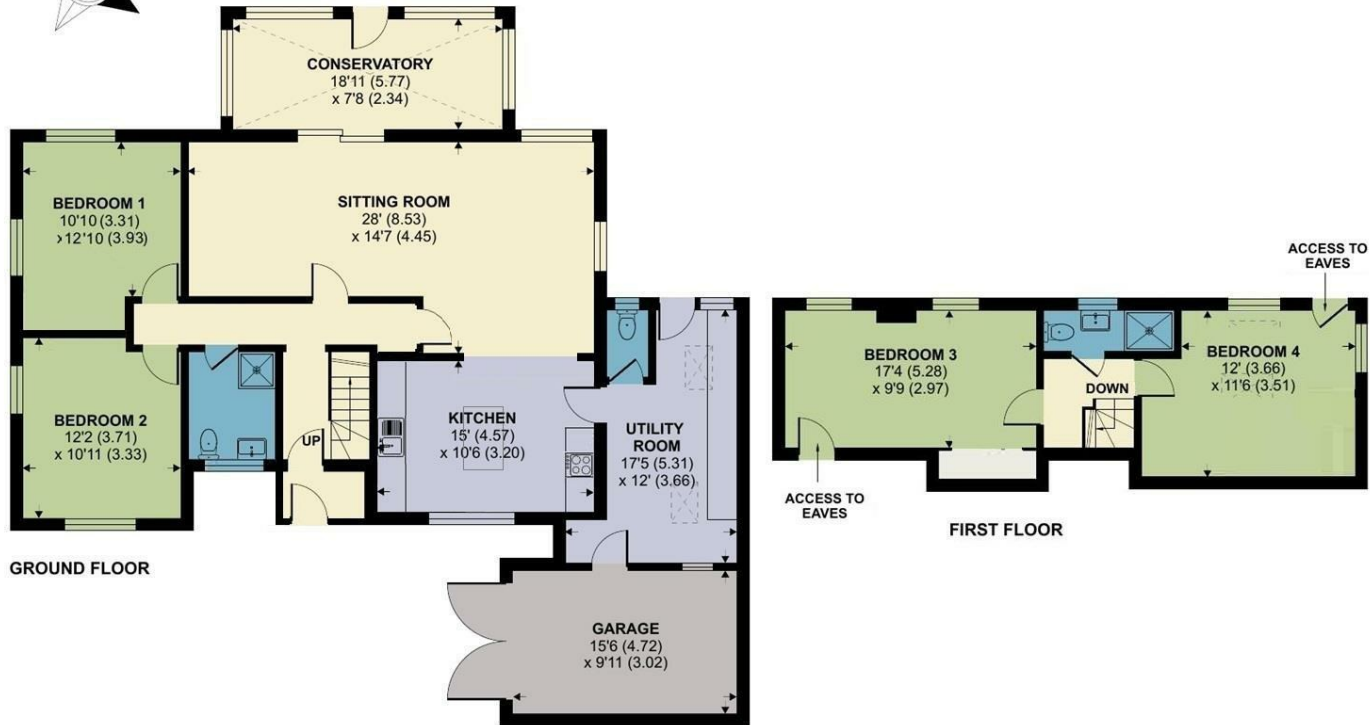 CONSERVATORY
18'11 (5.77)
x 7'8 (2.34)
BEDROOM 1
10'10 (3.31)
x 12'10 (3.93)
SITTING ROOM
28' (8.53)
x 14'7 (4.45)
BEDROOM 2
12'2 (3.71)
x 10'11 (3.33)
UP
KITCHEN
15' (4.57)
x 10'6 (3.20)
UTILITY
ROOM
17'5 (5.31)
x 12' (3.66)
GROUND FLOOR
GARAGE
15'6 (4.72)
x 9'11 (3.02)
ACCESS TO
EAVES
BEDROOM 3
17'4 (5.28)
x 9'9 (2.97)
DOWN
BEDROOM 4
12' (3.66)
x 11'6 (3.51)
ACCESS TO
EAVES
FIRST FLOOR